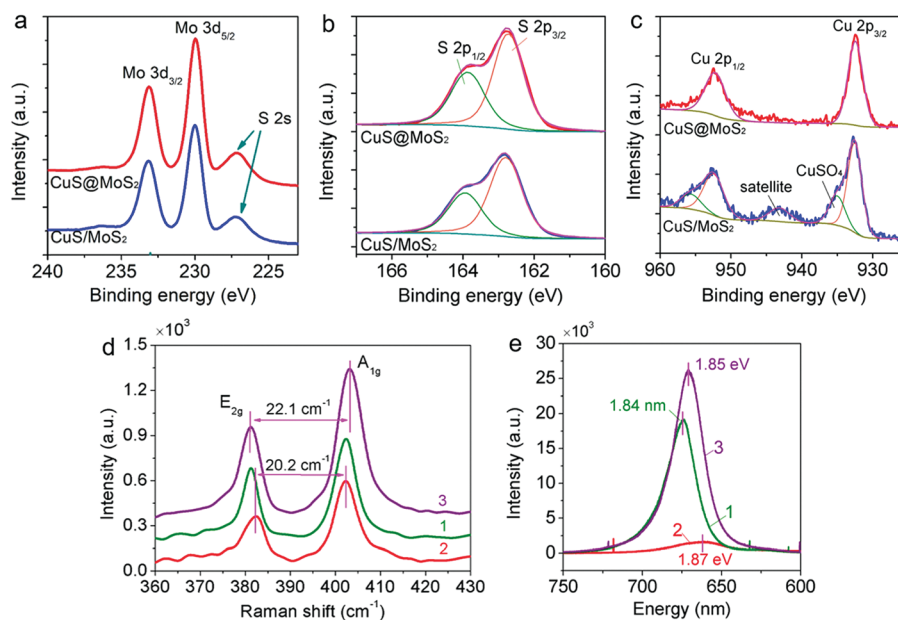 a
Mo 3d5/2
Mo 3d3/2
S 2s
CuS@MoS2
CuS/MoS2
Intensity (a.u.)
240 235 230 225
Binding energy (eV)
b
S 2p1/2
S 2p3/2
CuS@MoS2
CuS/MoS2
Intensity (a.u.)
166 164 162 160
Binding energy (eV)
c
Cu 2p3/2
Cu 2p1/2
CuS@MoS2
CuSO4
satellite
CuS/MoS2
Intensity (a.u.)
960 950 940 930
Binding energy (eV)
d
×10³
1.5
1.2
0.9
0.6
0.3
0.0
Intensity (a.u.)
A1g
E2g
22.1 cm⁻¹
20.2 cm⁻¹
3
1
2
360 370 380 390 400 410 420 430
Raman shift (cm⁻¹)
e
×10³
30
25
20
15
10
5
0
Intensity (a.u.)
1.85 eV
1.84 nm
3
1
2
1.87 eV
750 700 650 600
Energy (nm)